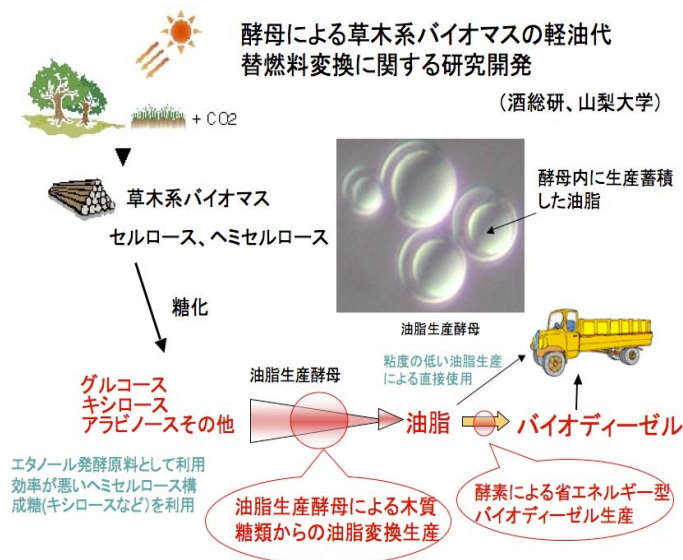 酵母による草木系バイオマスの軽油代
替燃料変換に関する研究開発
（酒総研、山梨大学）
+ CO2
草木系バイオマス
セルロース、ヘミセルロース
酵母内に生産蓄積
した油脂
油脂生産酵母
糖化
粘度の低い油脂生産
による直接使用
グルコース
キシロース
アラビノースその他
油脂生産酵母
油脂
バイオディーゼル
エタノール発酵原料として利用
効率が悪いヘミセルロース構
成糖(キシロースなど)を利用
油脂生産酵母による木質
糖類からの油脂変換生産
酵素による省エネルギー型
バイオディーゼル生産